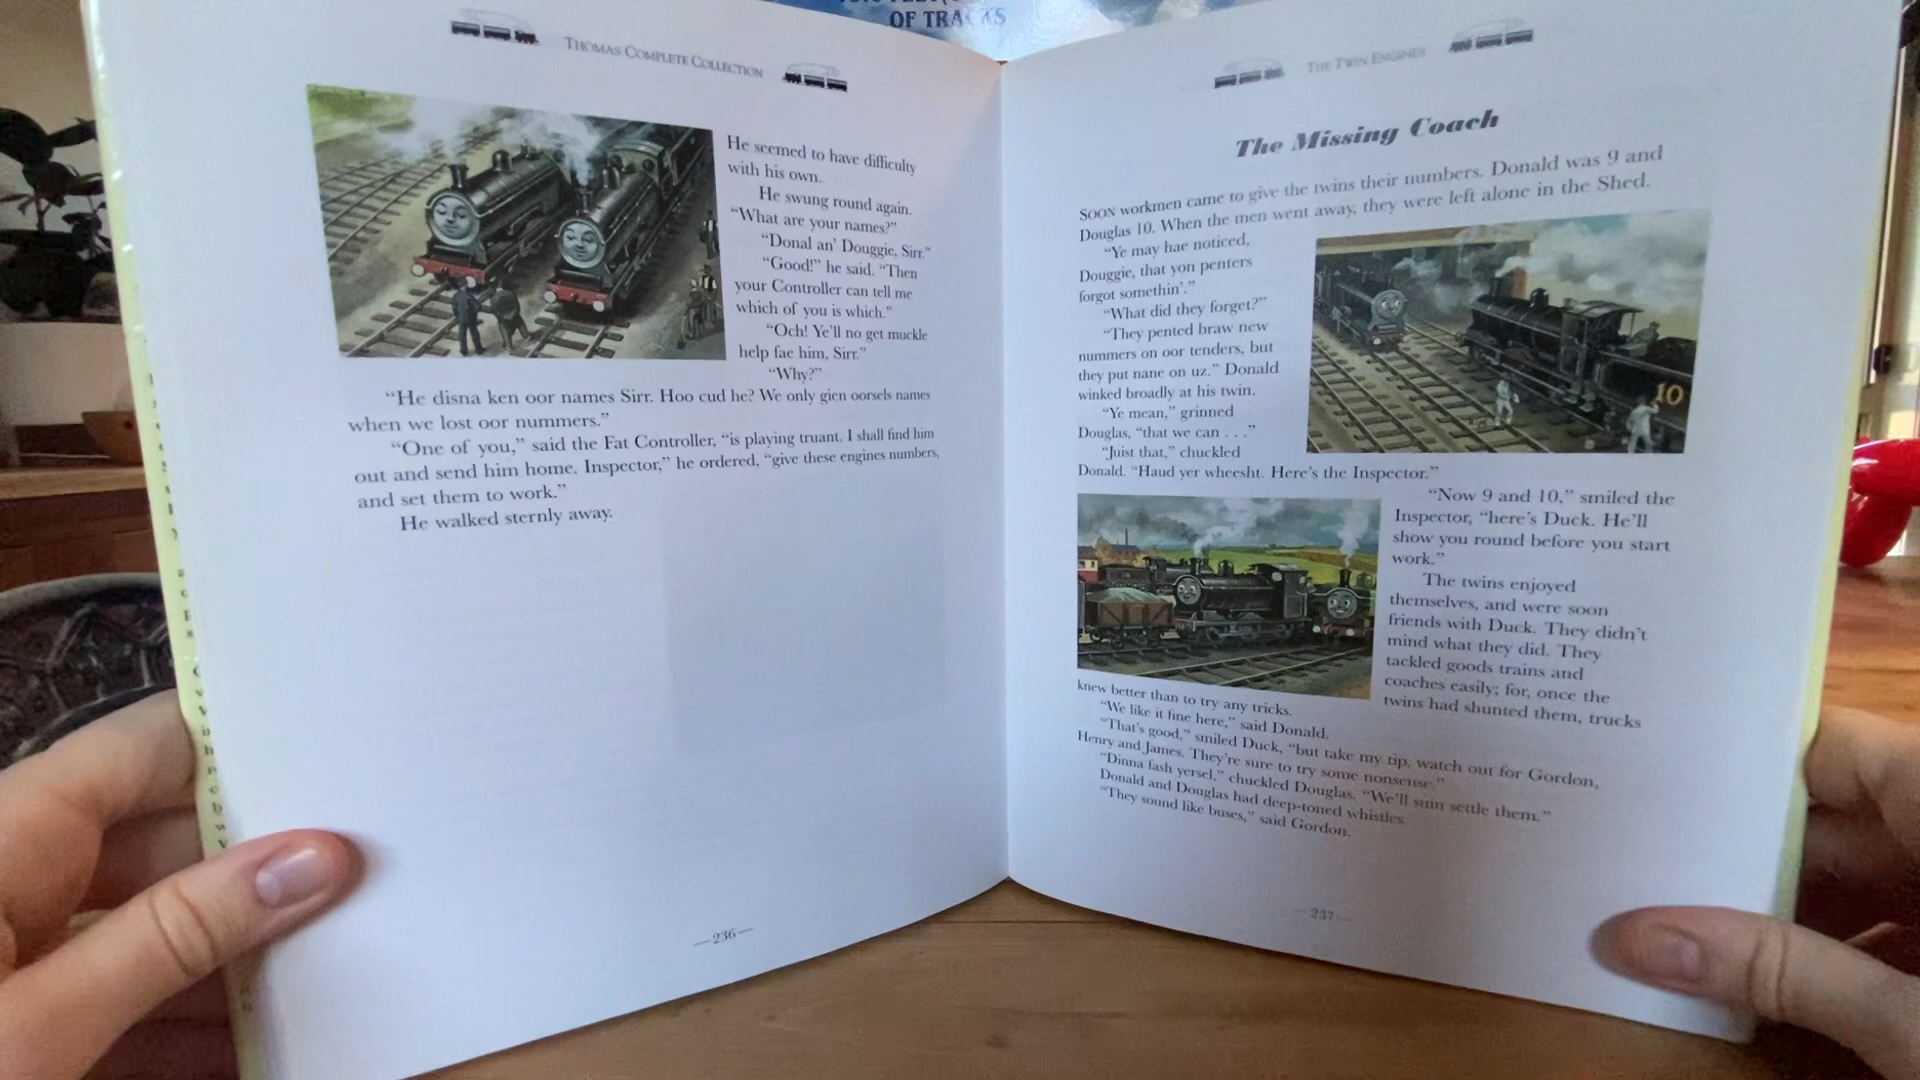 OF TRACKS
THOMAS COMPLETE COLLECTION
He seemed to have difficulty
with his own.
He swung round again.
“What are your names?”
“Donal an’ Douggie, Sirr.”
“Good!” he said. “Then
your Controller can tell me
which of you is which.”
“Och! Ye’ll no get muckle
help fae him, Sirr.”
“Why?”
“He disna ken oor names Sirr. Hoo cud he? We only gien oorsels names
when we lost oor nummers.”
“One of you,” said the Fat Controller, “is playing truant. I shall find him
out and send him home. Inspector,” he ordered, “give these engines numbers,
and set them to work.”
He walked sternly away.
—236—
THE TWIN ENGINES
The Missing Coach
SOON workmen came to give the twins their numbers. Donald was 9 and
Douglas 10. When the men went away, they were left alone in the Shed.
“Ye may hae noticed,
Douggie, that yon penters
forgot somethin’.”
“What did they forget?”
“They pented braw new
nummers on oor tenders, but
they put nane on uz.” Donald
winked broadly at his twin.
“Ye mean,” grinned
Douglas, “that we can . . .”
“Juist that,” chuckled
Donald. “Haud yer wheesht. Here’s the Inspector.”
10
“Now 9 and 10,” smiled the
Inspector, “here’s Duck. He’ll
show you round before you start
work.”
The twins enjoyed
themselves, and were soon
friends with Duck. They didn’t
mind what they did. They
tackled goods trains and
coaches easily; for, once the
twins had shunted them, trucks
knew better than to try any tricks.
“We like it fine here,” said Donald.
“That’s good,” smiled Duck, “but take my tip, watch out for Gordon,
Henry and James. They’re sure to try some nonsense.”
“Dinna fash yersel,” chuckled Douglas. “We’ll suin settle them.”
Donald and Douglas had deep-toned whistles.
“They sound like buses,” said Gordon.
—237—